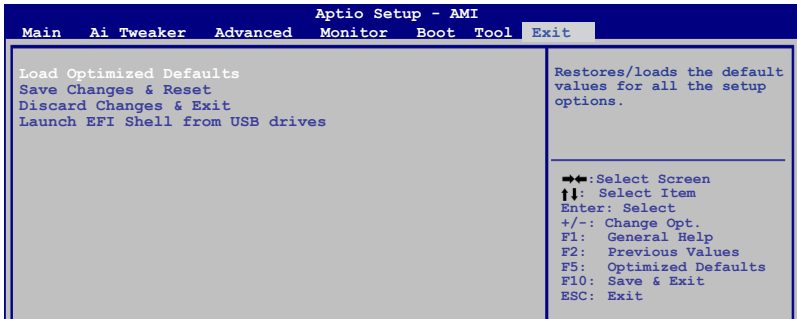 Aptio Setup - AMI
Main Ai Tweaker Advanced Monitor Boot Tool Exit
Load Optimized Defaults
Save Changes & Reset
Discard Changes & Exit
Launch EFI Shell from USB drives
Restores/loads the default
values for all the setup
options.
→←:Select Screen
↑↓: Select Item
Enter: Select
+/-: Change Opt.
F1: General Help
F2: Previous Values
F5: Optimized Defaults
F10: Save & Exit
ESC: Exit